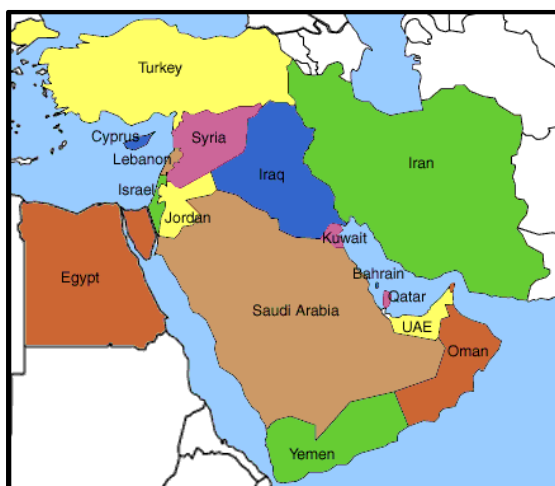 Turkey
Cyprus
Syria
Lebanon
Iraq
Iran
Israel
Jordan
Kuwait
Egypt
Bahrain
Qatar
Saudi Arabia
UAE
Oman
Yemen